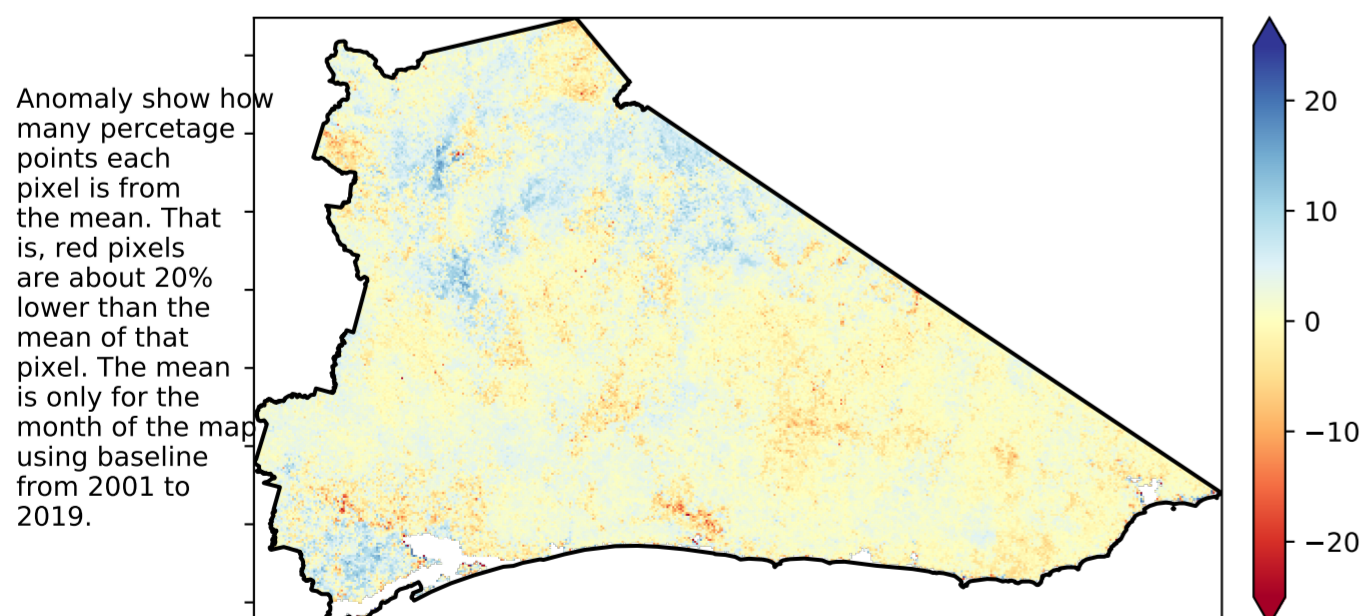 Anomaly show how
many percetage
points each
pixel is from
the mean. That
is, red pixels
are about 20%
lower than the
mean of that
pixel. The mean
is only for the
month of the map
using baseline
from 2001 to
2019.
20
10
0
−10
−20